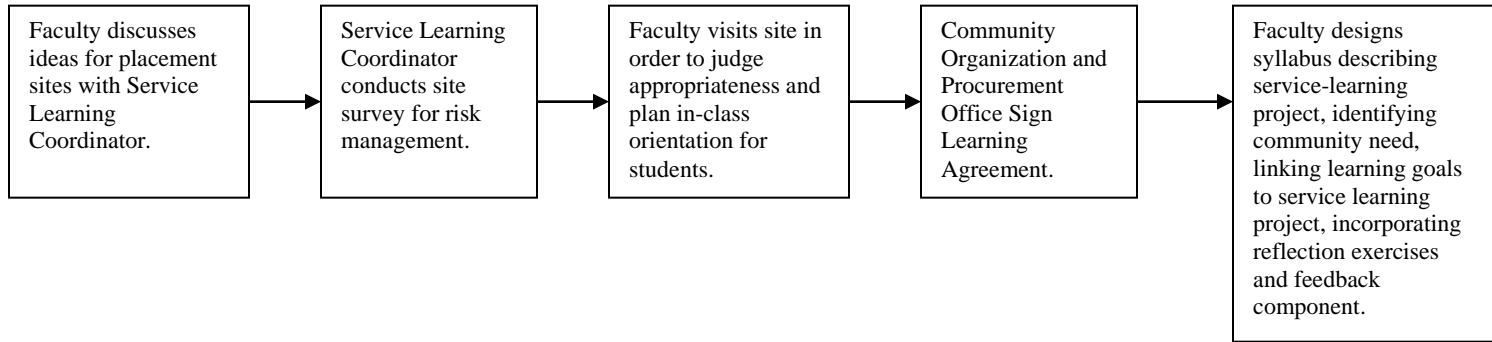 Faculty discusses
ideas for placement
sites with Service
Learning
Coordinator.
Service Learning
Coordinator
conducts site
survey for risk
management.
Faculty visits site in
order to judge
appropriateness and
plan in-class
orientation for
students.
Community
Organization and
Procurement
Office Sign
Learning
Agreement.
Faculty designs
syllabus describing
service-learning
project, identifying
community need,
linking learning goals
to service learning
project, incorporating
reflection exercises
and feedback
component.